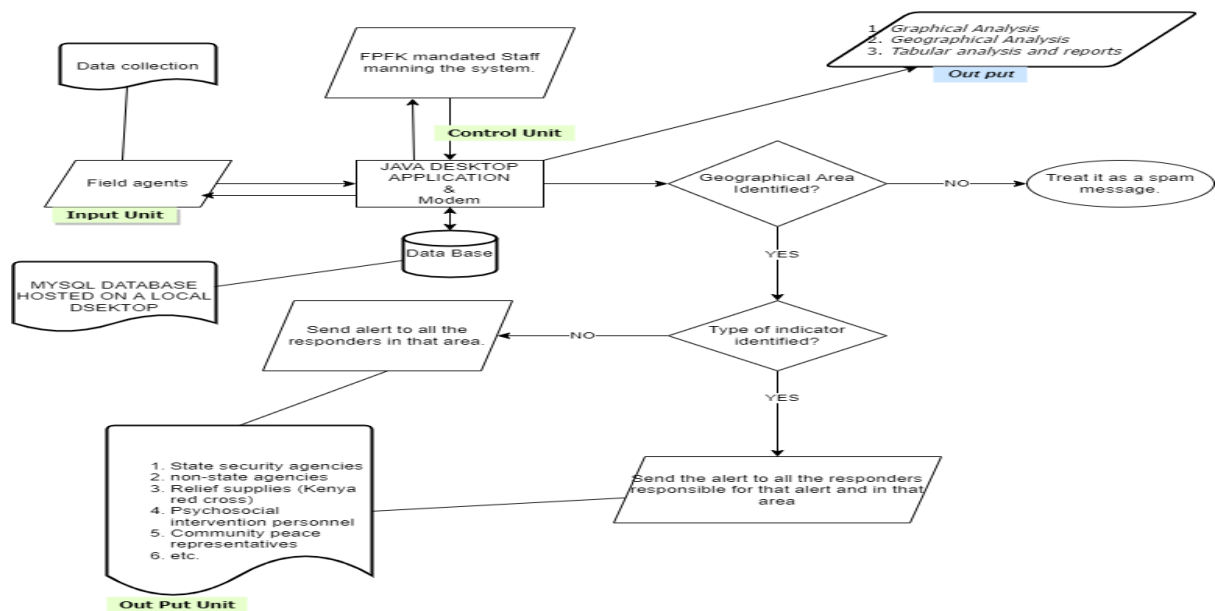 1. Graphical Analysis
2. Geographical Analysis
3. Tabular analysis and reports
Out put
Data collection
FPFK mandated Staff
manning the system.
Control Unit
Field agents
Input Unit
JAVA DESKTOP
APPLICATION
&
Modem
Geographical Area
Identified?
NO
Treat it as a spam
message.
Data Base
YES
MYSQL DATABASE
HOSTED ON A LOCAL
DSEKTOP
Send alert to all the
responders in that area.
NO
Type of indicator
identified?
YES
1. State security agencies
2. non-state agencies
3. Relief supplies (Kenya
red cross)
4. Psychosocial
intervention personnel
5. Community peace
representatives
6. etc.
Send the alert to all the responders
responsible for that alert and in that
area
Out Put Unit